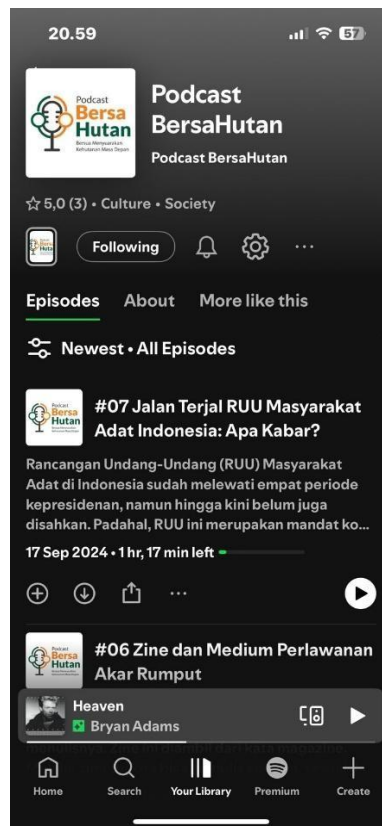 20.59
57
Podcast
Bersa
Hutan
Podcast
BersaHutan
Podcast BersaHutan
5,0 (3) • Culture • Society
Following
Episodes About More like this
Newest • All Episodes
Podcast
Bersa
Hutan
#07 Jalan Terjal RUU Masyarakat
Adat Indonesia: Apa Kabar?
Rancangan Undang-Undang (RUU) Masyarakat
Adat di Indonesia sudah melewati empat periode
kepresidenan, namun hingga kini belum juga
disahkan. Padahal, RUU ini merupakan mandat ko...
17 Sep 2024 • 1 hr, 17 min left
Podcast
Bersa
Hutan
#06 Zine dan Medium Perlawanan
Akar Rumput
Heaven
Bryan Adams
Home Search Your Library Premium Create